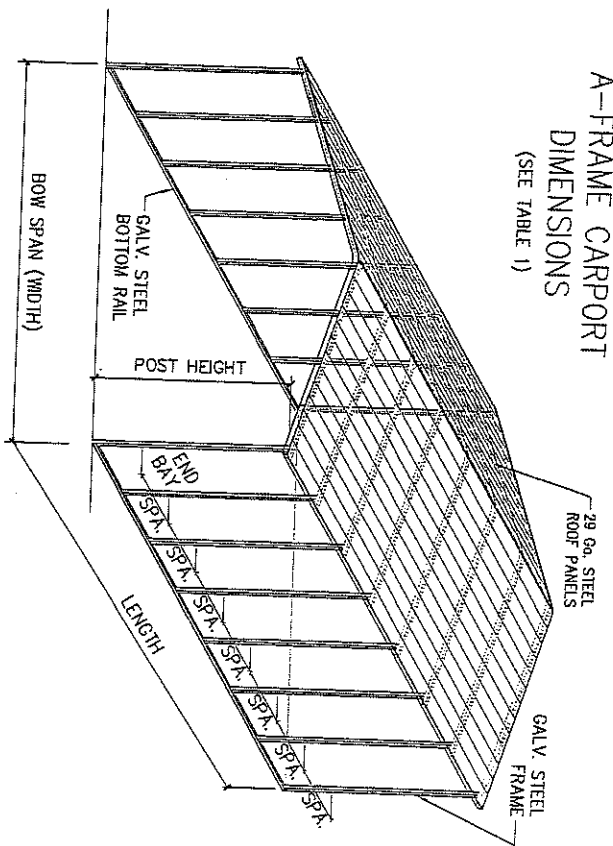 A-FRAME CARPORT
DIMENSIONS
(SEE TABLE 1)
29 Ga. STEEL
ROOF PANELS
GALV. STEEL
FRAME
GALV. STEEL
BOTTOM RAIL
POST HEIGHT
BOW SPAN (WIDTH)
END
BAY
SPA.
SPA.
SPA.
SPA.
SPA.
SPA.
SPA.
LENGTH